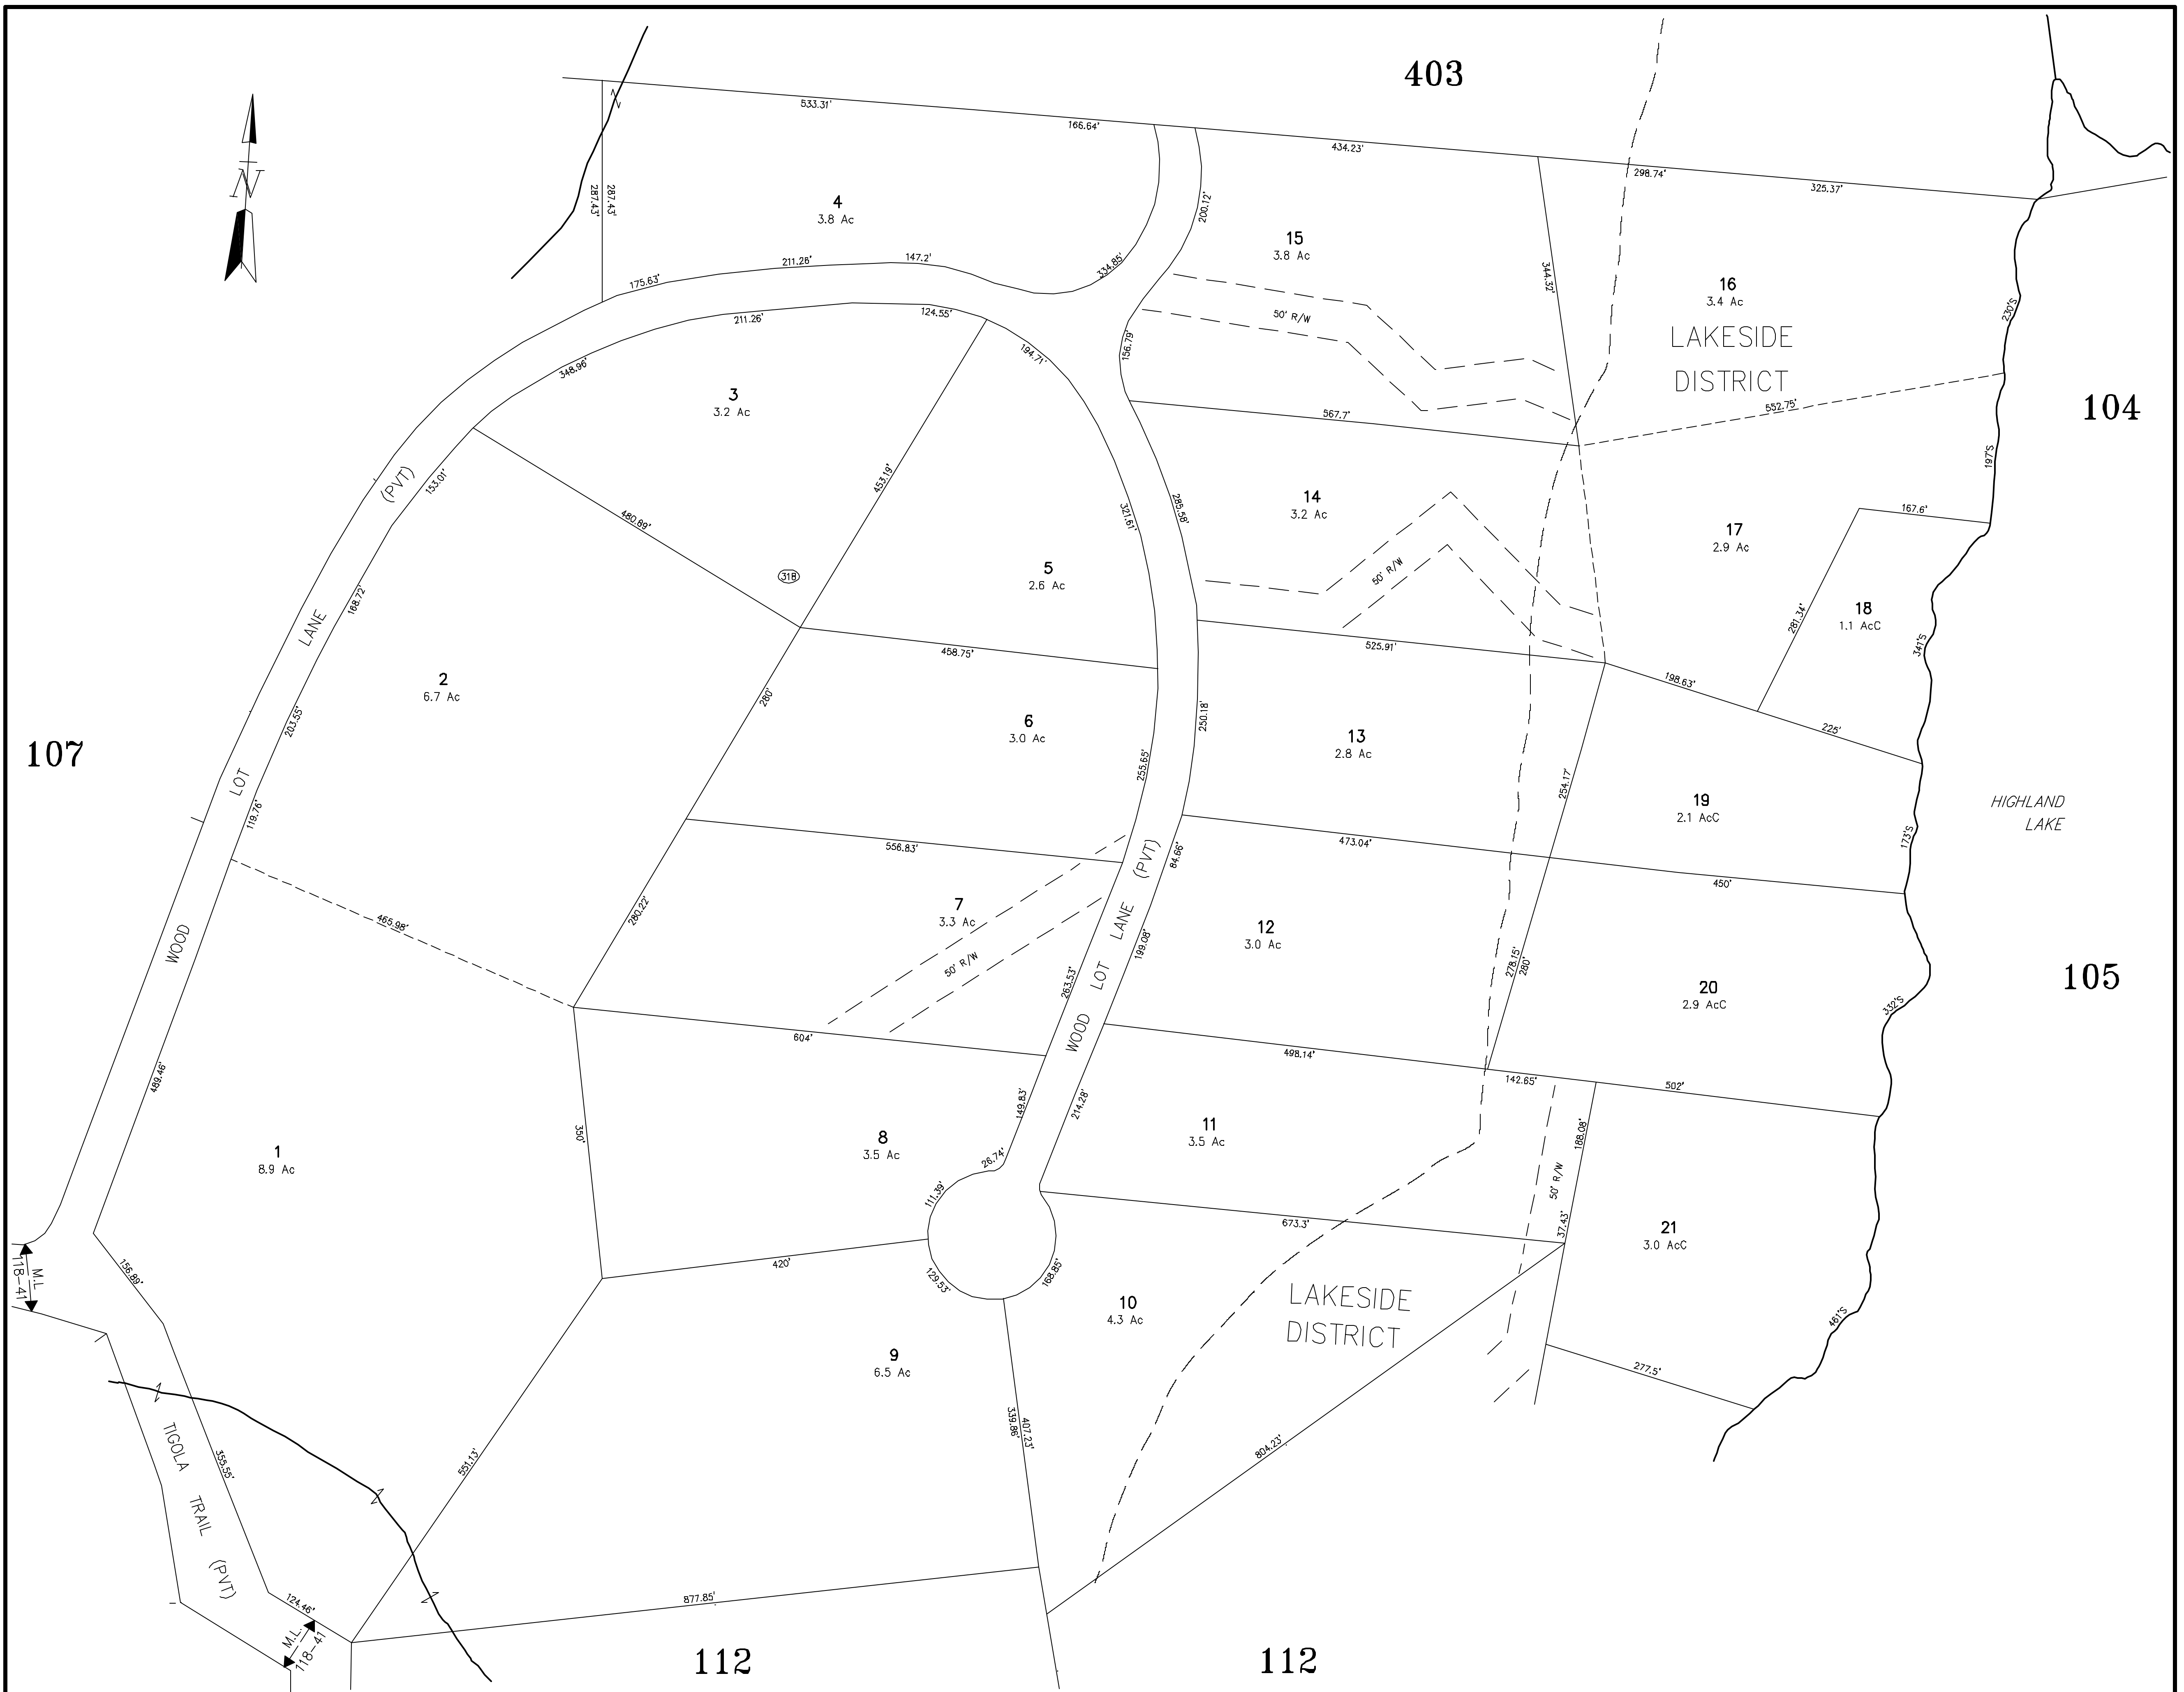 403
N
533.31'
166.64'
434.23'
298.74'
325.37'
287.43'
287.43'
4
3.8 Ac
200.12'
15
3.8 Ac
344.32'
16
3.4 Ac
LAKESIDE
DISTRICT
230'S
175.63'
211.28'
147.2'
334.85'
50' R/W
211.26'
124.55'
194.71'
156.79'
348.96'
3
3.2 Ac
567.7'
552.75'
104
(PVT)
153.01'
480.89'
453.19'
321.61'
285.58'
14
3.2 Ac
50' R/W
197'S
17
2.9 Ac
167.6'
318
5
2.6 Ac
168.72'
LANE
281.34'
18
1.1 AcC
341'S
458.75'
525.91'
198.63'
2
6.7 Ac
280'
6
3.0 Ac
250.18'
13
2.8 Ac
225'
107
203.55'
255.65'
254.17'
LOT
119.76'
19
2.1 AcC
HIGHLAND
LAKE
173'S
556.83'
(PVT)
84.66'
473.04'
450'
465.98'
280.22'
7
3.3 Ac
50' R/W
LANE
199.08'
12
3.0 Ac
278.15'
280'
WOOD
263.53'
LOT
20
2.9 AcC
105
332'S
604'
WOOD
498.14'
142.65'
502'
489.46'
350'
149.83'
214.28'
11
3.5 Ac
188.08'
50' R/W
1
8.9 Ac
8
3.5 Ac
26.74'
111.39'
673.3'
37.43'
21
3.0 AcC
420'
129.53'
168.85'
M.L.
118-41
156.89'
10
4.3 Ac
LAKESIDE
DISTRICT
461'S
9
6.5 Ac
277.5'
339.86'
407.23'
804.23'
551.13'
355.55'
TIGOLA
TRAIL
(PVT)
124.46'
M.L.
118-41
877.85'
112
112